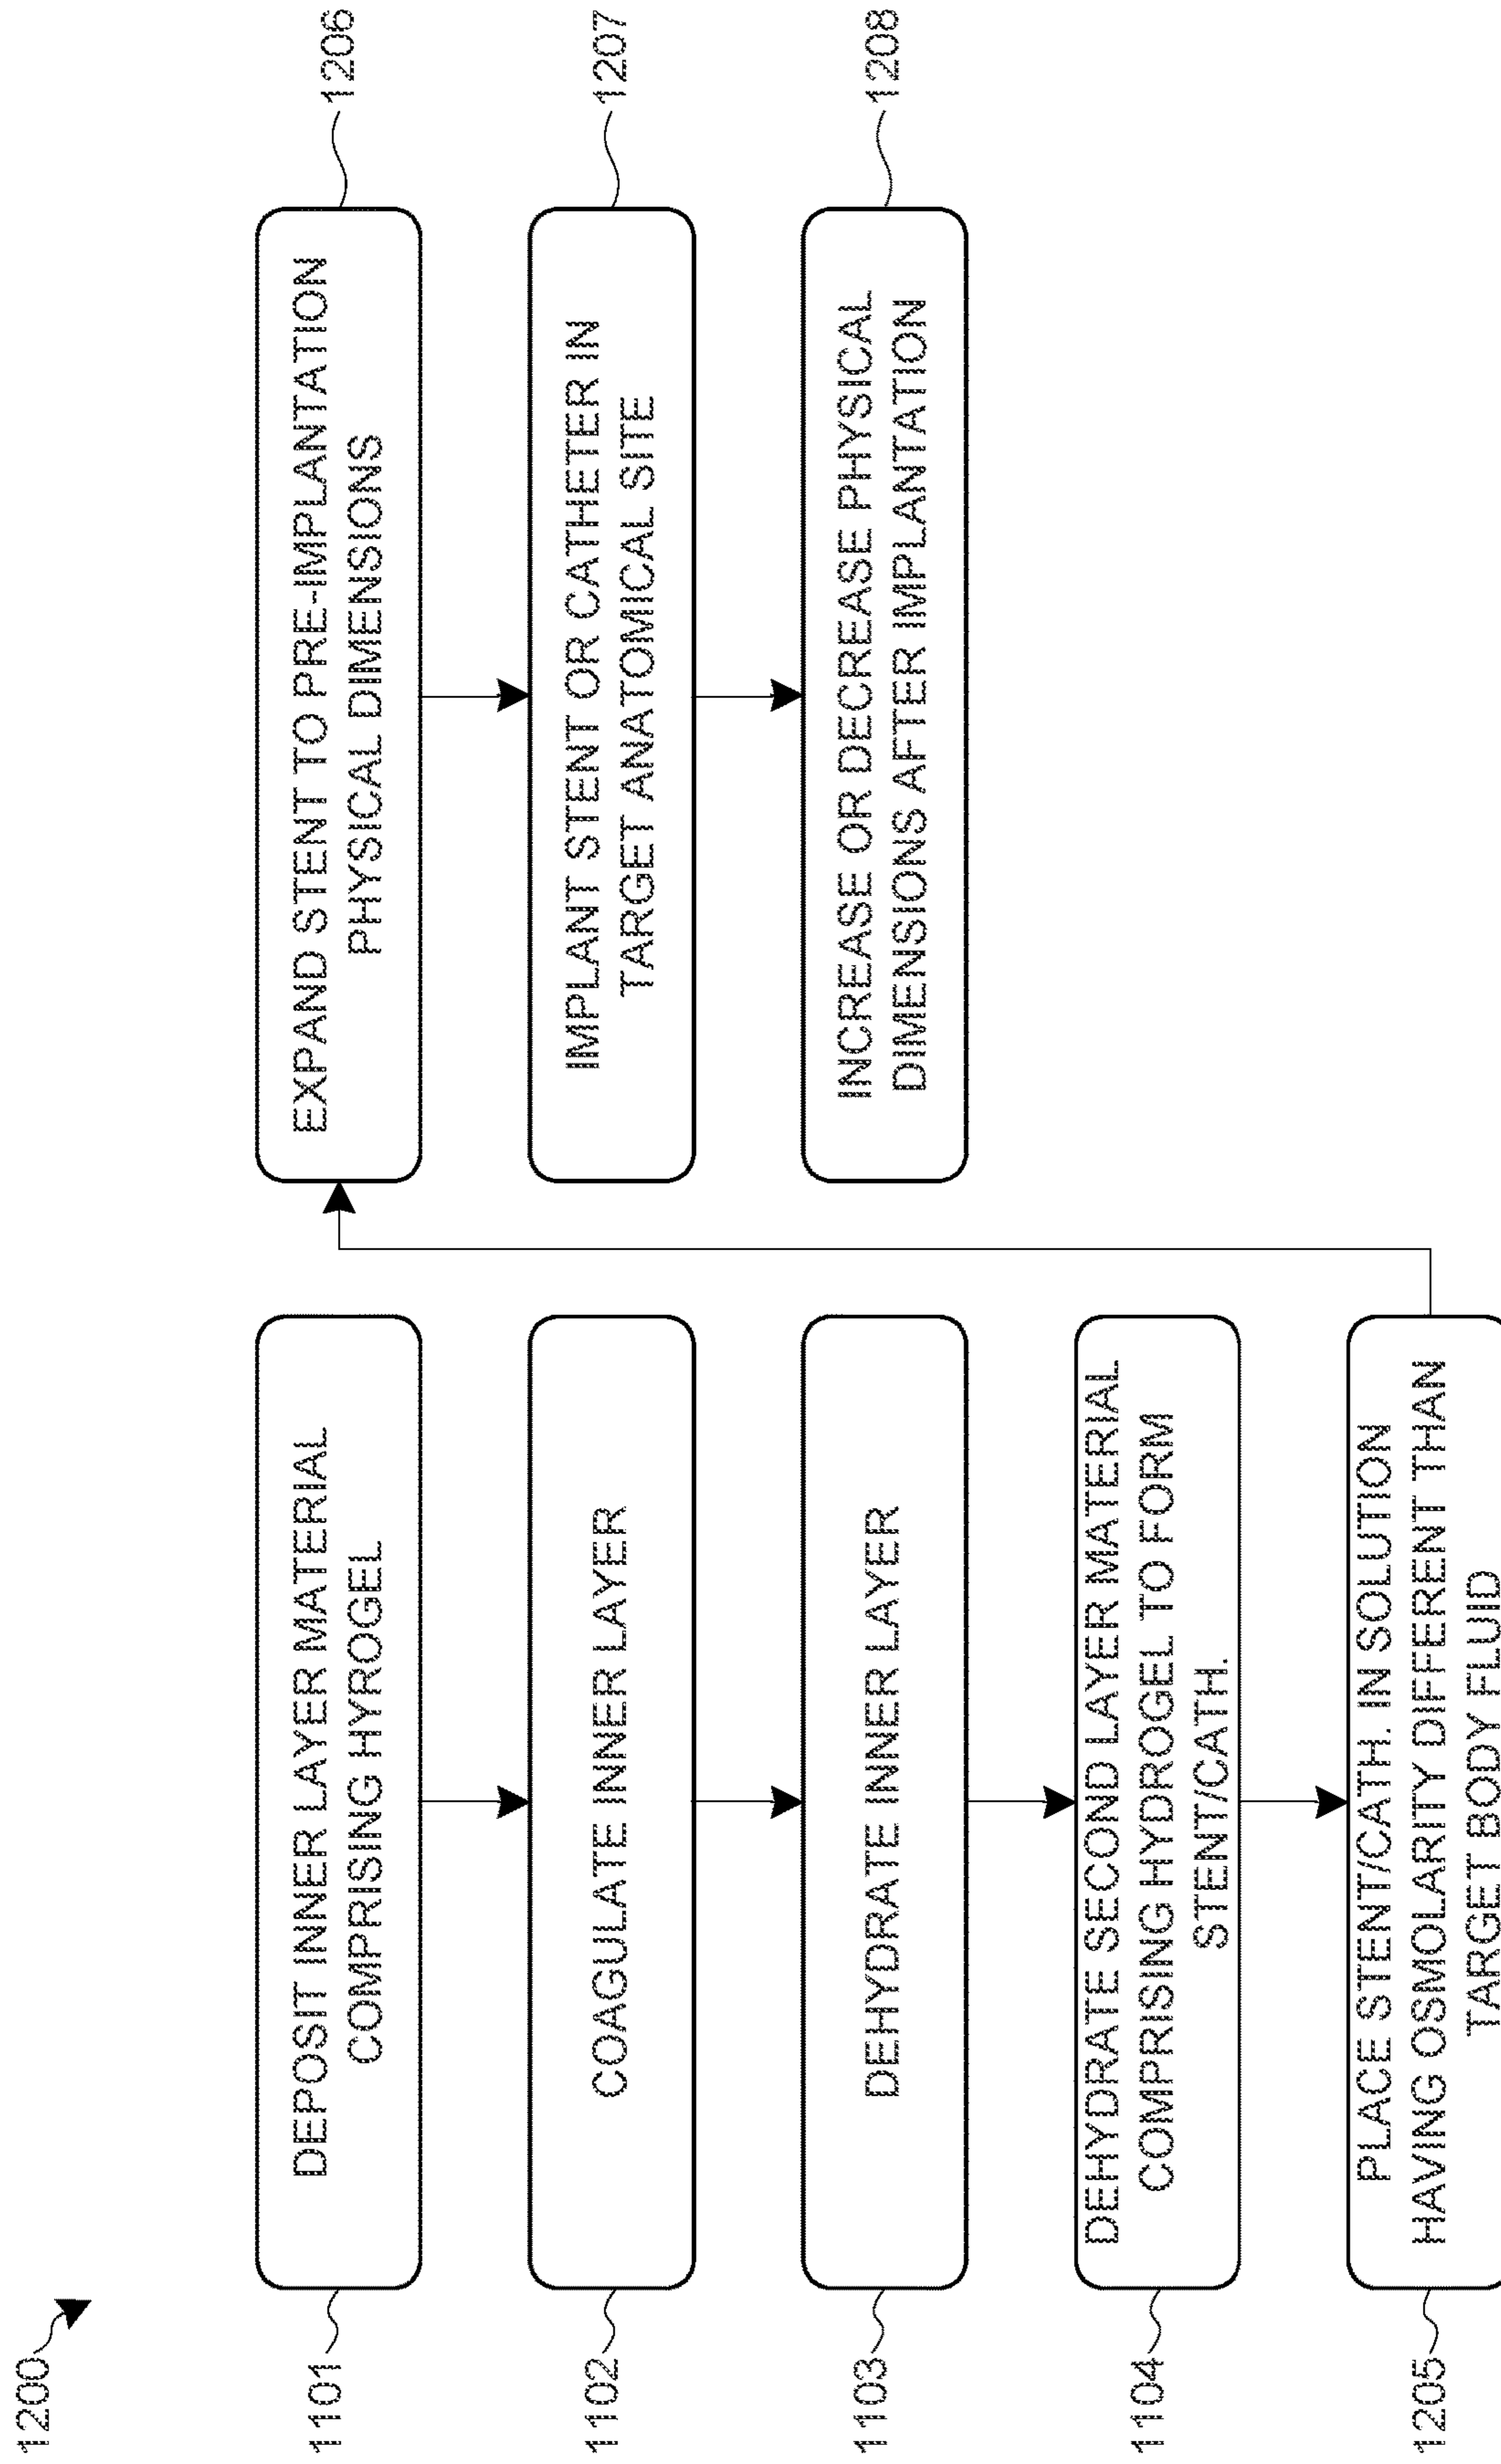 1200
1101
DEPOSIT INNER LAYER MATERIAL
COMPRISING HYROGEL
1102
COAGULATE INNER LAYER
1103
DEHYDRATE INNER LAYER
1104
DEHYDRATE SECOND LAYER MATERIAL
COMPRISING HYDROGEL TO FORM
STENT/CATH.
1205
PLACE STENT/CATH. IN SOLUTION
HAVING OSMOLARITY DIFFERENT THAN
TARGET BODY FLUID
EXPAND STENT TO PRE-IMPLANTATION
PHYSICAL DIMENSIONS
1206
IMPLANT STENT OR CATHETER IN
TARGET ANATOMICAL SITE
1207
INCREASE OR DECREASE PHYSICAL
DIMENSIONS AFTER IMPLANTATION
1208